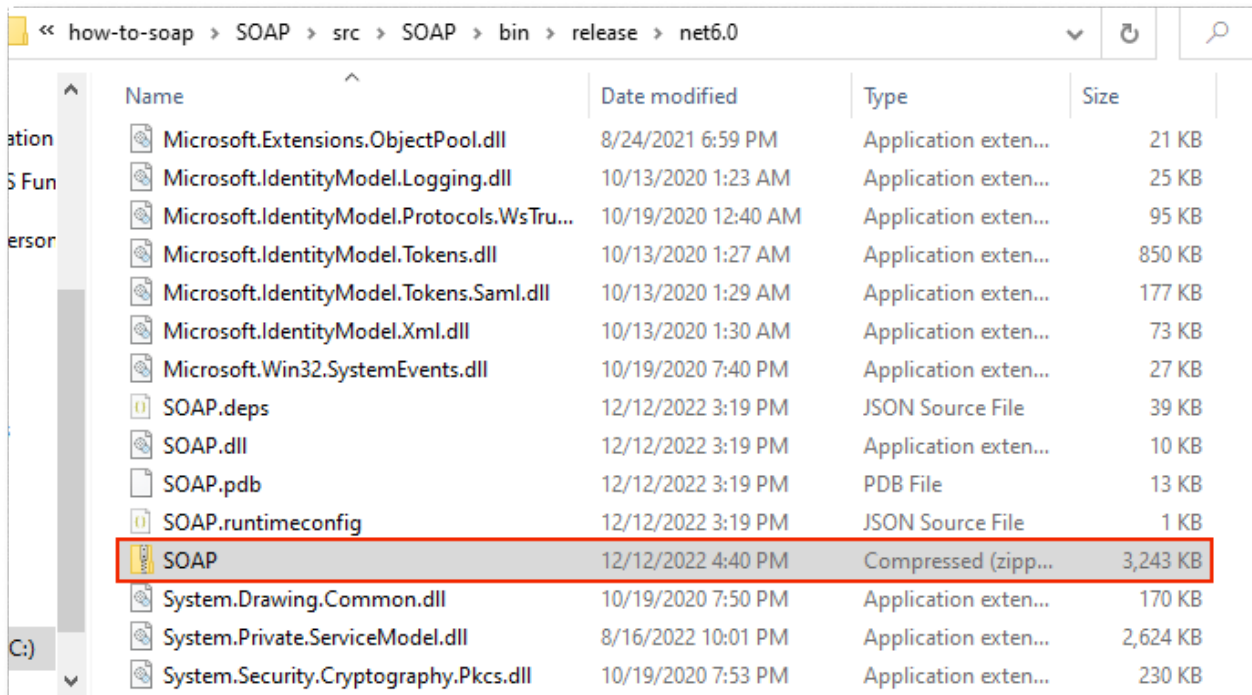 « how-to-soap > SOAP > src > SOAP > bin > release > net6.0
Name Date modified Type Size
Microsoft.Extensions.ObjectPool.dll 8/24/2021 6:59 PM Application exten... 21 KB
ation
Microsoft.IdentityModel.Logging.dll 10/13/2020 1:23 AM Application exten... 25 KB
S Fun
Microsoft.IdentityModel.Protocols.WsTru... 10/19/2020 12:40 AM Application exten... 95 KB
erson
Microsoft.IdentityModel.Tokens.dll 10/13/2020 1:27 AM Application exten... 850 KB
Microsoft.IdentityModel.Tokens.Saml.dll 10/13/2020 1:29 AM Application exten... 177 KB
Microsoft.IdentityModel.Xml.dll 10/13/2020 1:30 AM Application exten... 73 KB
Microsoft.Win32.SystemEvents.dll 10/19/2020 7:40 PM Application exten... 27 KB
SOAP.deps 12/12/2022 3:19 PM JSON Source File 39 KB
SOAP.dll 12/12/2022 3:19 PM Application exten... 10 KB
SOAP.pdb 12/12/2022 3:19 PM PDB File 13 KB
SOAP.runtimeconfig 12/12/2022 3:19 PM JSON Source File 1 KB
SOAP 12/12/2022 4:40 PM Compressed (zipp... 3,243 KB
System.Drawing.Common.dll 10/19/2020 7:50 PM Application exten... 170 KB
C:) System.Private.ServiceModel.dll 8/16/2022 10:01 PM Application exten... 2,624 KB
System.Security.Cryptography.Pkcs.dll 10/19/2020 7:53 PM Application exten... 230 KB